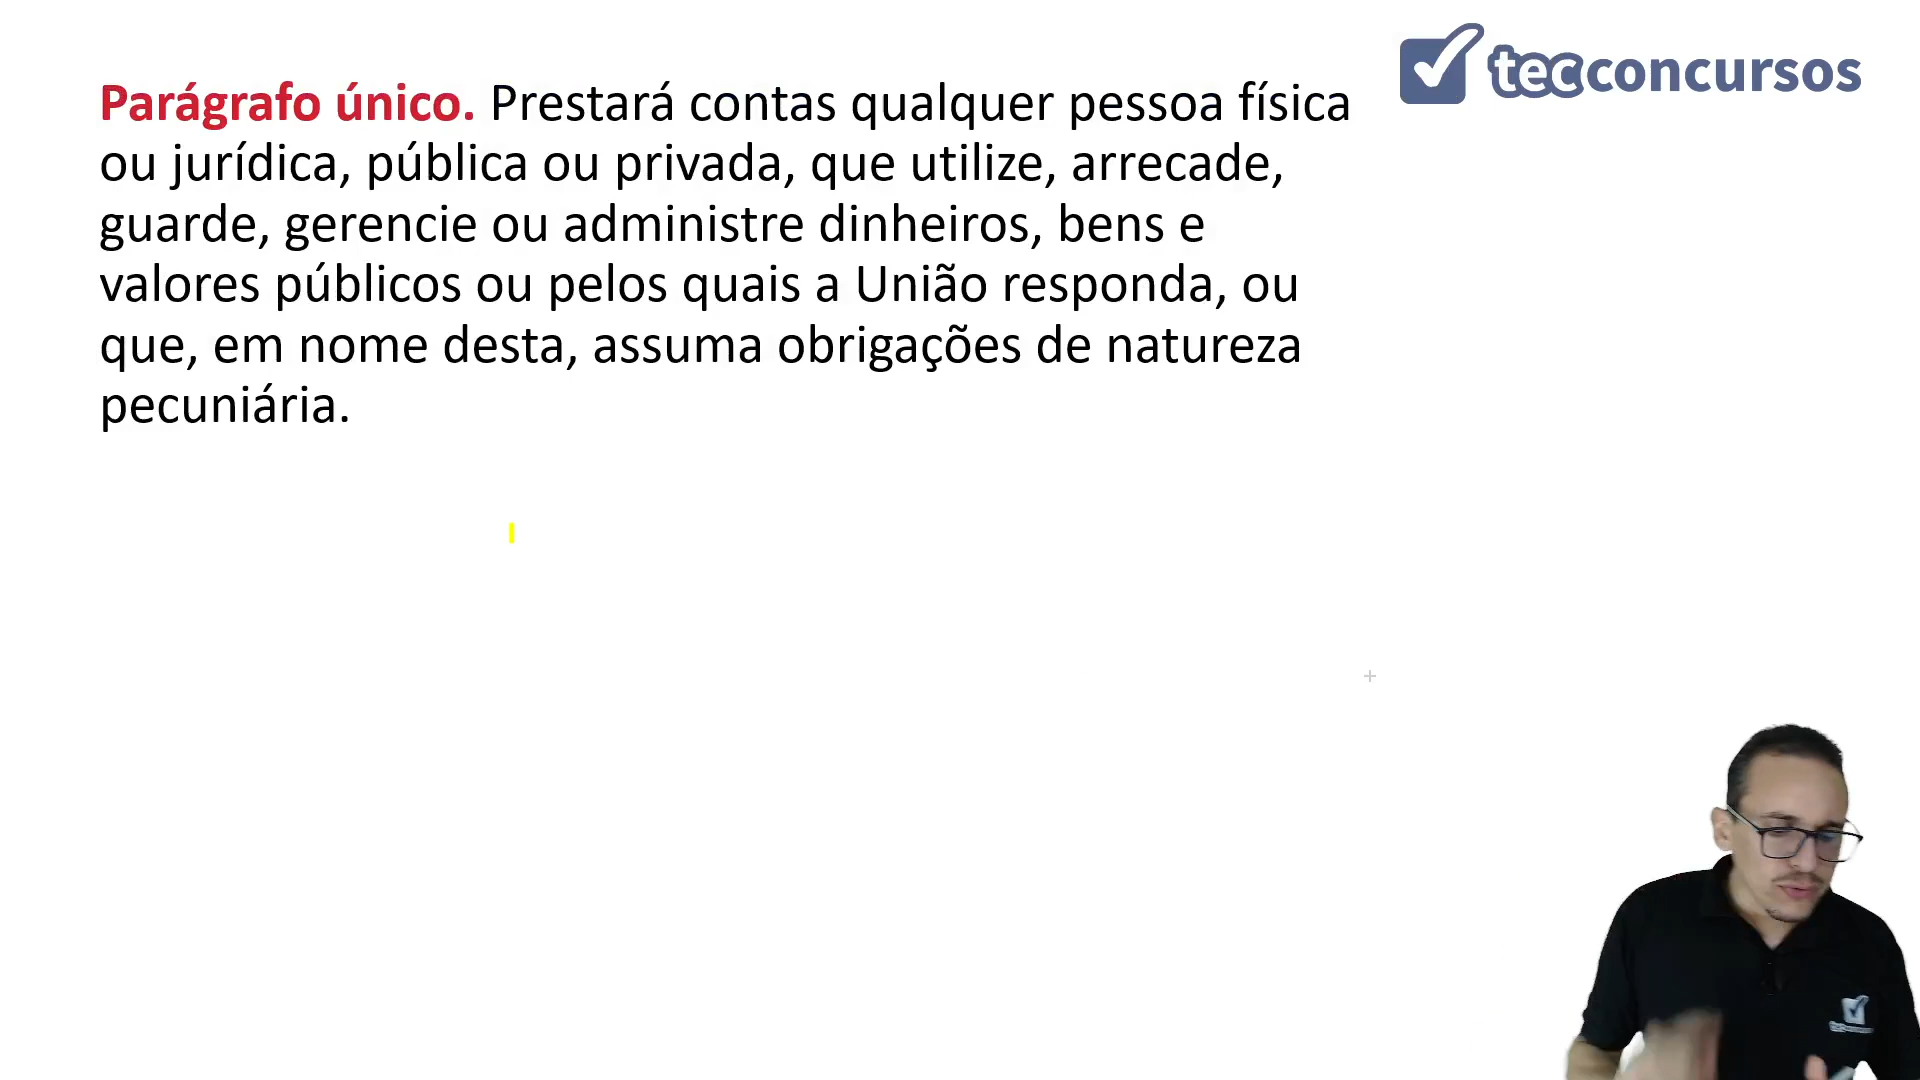 tecconcursos
Parágrafo único. Prestará contas qualquer pessoa física
ou jurídica, pública ou privada, que utilize, arrecade,
guarde, gerencie ou administre dinheiros, bens e
valores públicos ou pelos quais a União responda, ou
que, em nome desta, assuma obrigações de natureza
pecuniária.